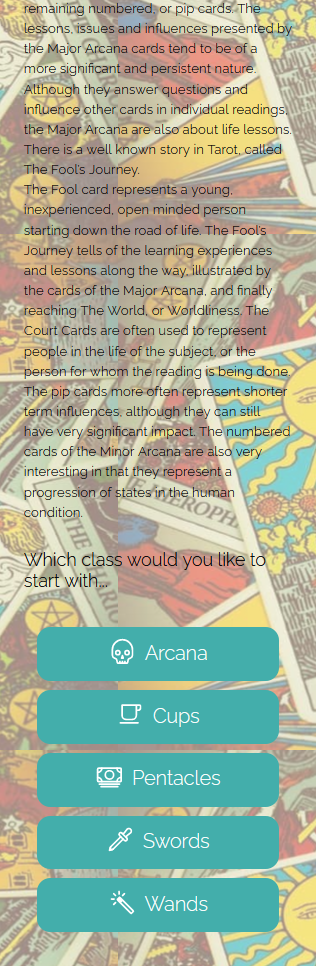 remaining numbered, or pip cards. The
lessons, issues and influences presented by
the Major Arcana cards tend to be of a
more significant and persistent nature.
Although they answer questions and
influence other cards in individual readings,
the Major Arcana are also about life lessons.
There is a well known story in Tarot, called
The Fool's Journey.
The Fool card represents a young,
inexperienced, open minded person
starting down the road of life. The Fool's
Journey tells of the learning experiences
and lessons along the way, illustrated by
the cards of the Major Arcana, and finally
reaching The World, or Worldliness. The
Court Cards are often used to represent
people in the life of the subject, or the
person for whom the reading is being done.
The pip cards more often represent shorter
term influences, although they can still
have very significant impact. The numbered
cards of the Minor Arcana are also very
interesting in that they represent a
progression of states in the human
condition.
Which class would you like to
start with...
Arcana
Cups
Pentacles
Swords
Wands